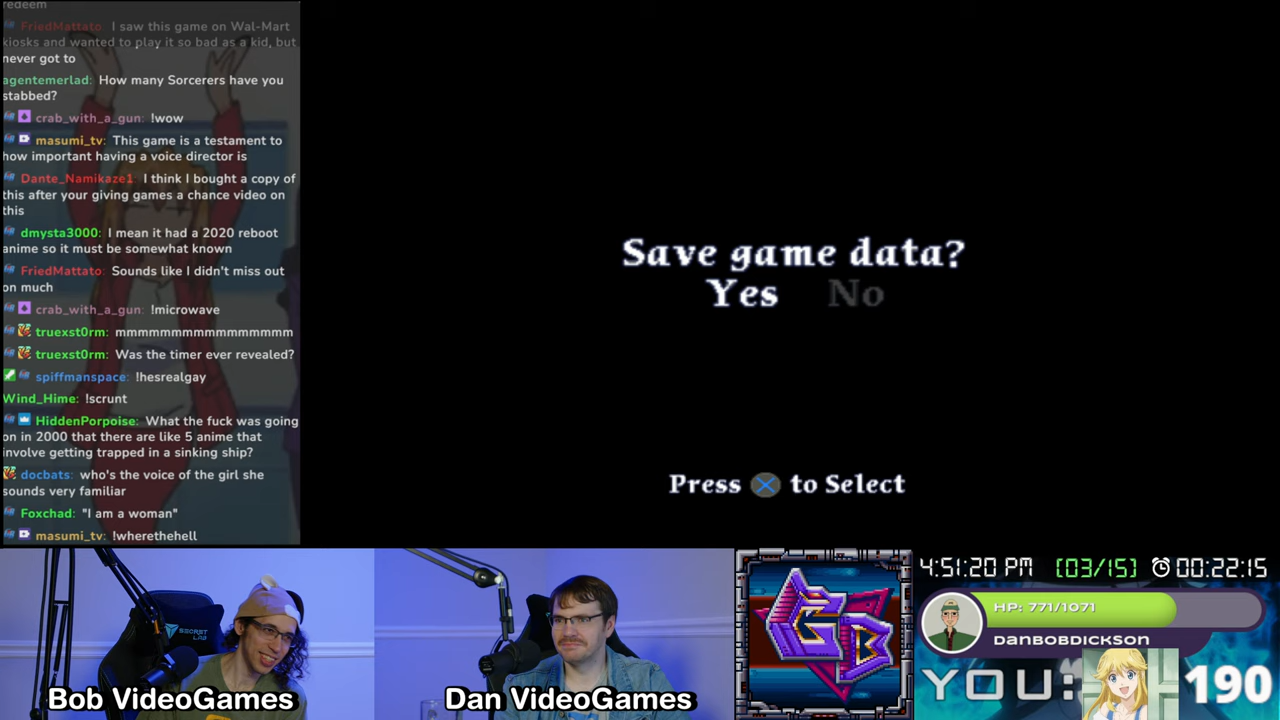 redeem
FriedMattato: I saw this game on Wal-Mart
kiosks and wanted to play it so bad as a kid, but
never got to
agentemerlad: How many Sorcerers have you
stabbed?
crab_with_a_gun: !wow
masumi_tv: This game is a testament to
how important having a voice director is
Dante_Namikaze1: I think I bought a copy of
this after your giving games a chance video on
this
dmysta3000: I mean it had a 2020 reboot
anime so it must be somewhat known
FriedMattato: Sounds like I didn't miss out
on much
crab_with_a_gun: !microwave
truexst0rm: mmmmmmmmmmmmmmmm
truexst0rm: Was the timer ever revealed?
spiffmanspace: !hesrealgay
Wind_Hime: !scrunt
HiddenPorpoise: What the fuck was going
on in 2000 that there are like 5 anime that
involve getting trapped in a sinking ship?
docbats: who's the voice of the girl she
sounds very familiar
Foxchad: "I am a woman"
masumi_tv: !wherethehell
Save game data?
Yes No
Press to Select
SECRET LAB
Bob VideoGames
Dan VideoGames
GB
4:51:20 PM [03/15] 00:22:15
HP: 771/1071
DANBOBDICKSON
YOU: 190